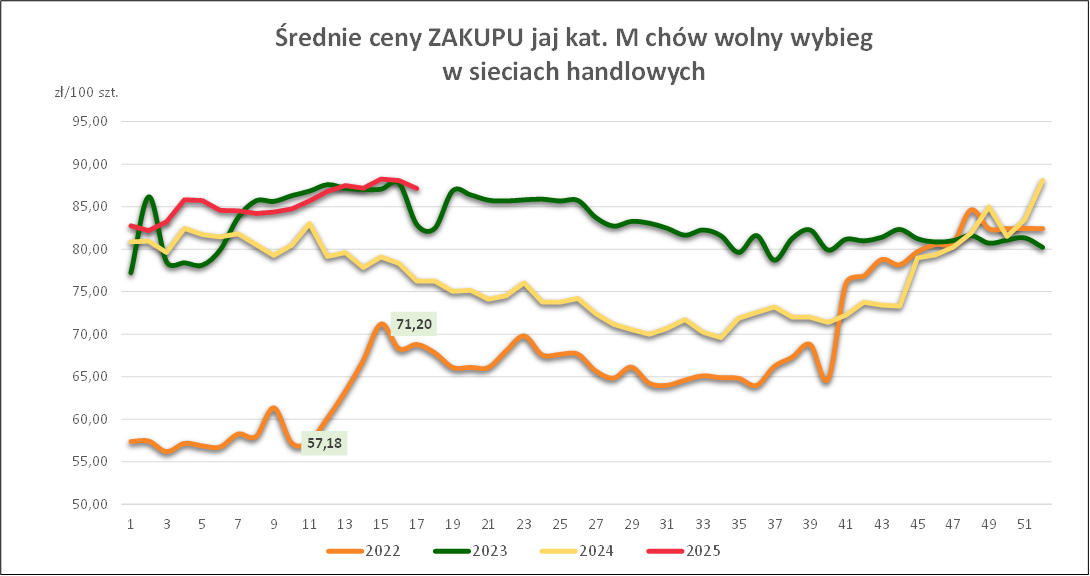 Średnie ceny ZAKUPU jaj kat. M chów wolny wybieg
w sieciach handlowych
zł/100 szt.
95,00
90,00
85,00
80,00
75,00
70,00
65,00
60,00
55,00
50,00
71,20
57,18
1 3 5 7 9 11 13 15 17 19 21 23 25 27 29 31 33 35 37 39 41 43 45 47 49 51
2022 2023 2024 2025